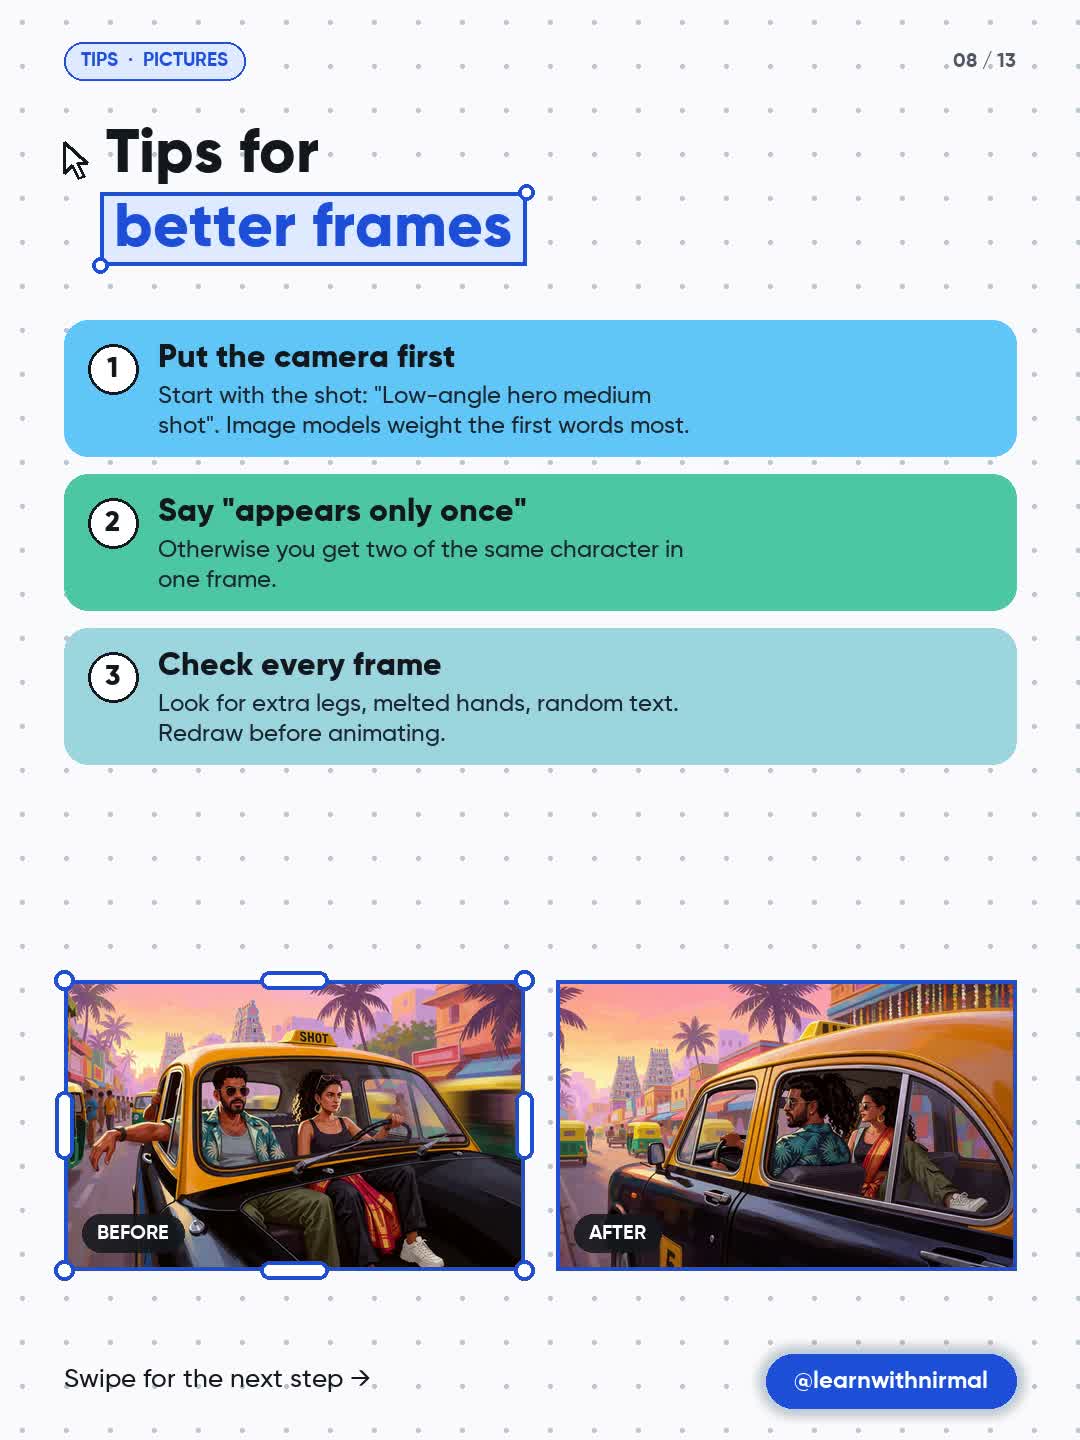 TIPS · PICTURES
08 / 13
Tips for
better frames
1
Put the camera first
Start with the shot: "Low-angle hero medium
shot". Image models weight the first words most.
2
Say "appears only once"
Otherwise you get two of the same character in
one frame.
3
Check every frame
Look for extra legs, melted hands, random text.
Redraw before animating.
SHOT
BEFORE
AFTER
Swipe for the next step →
@learnwithnirmal